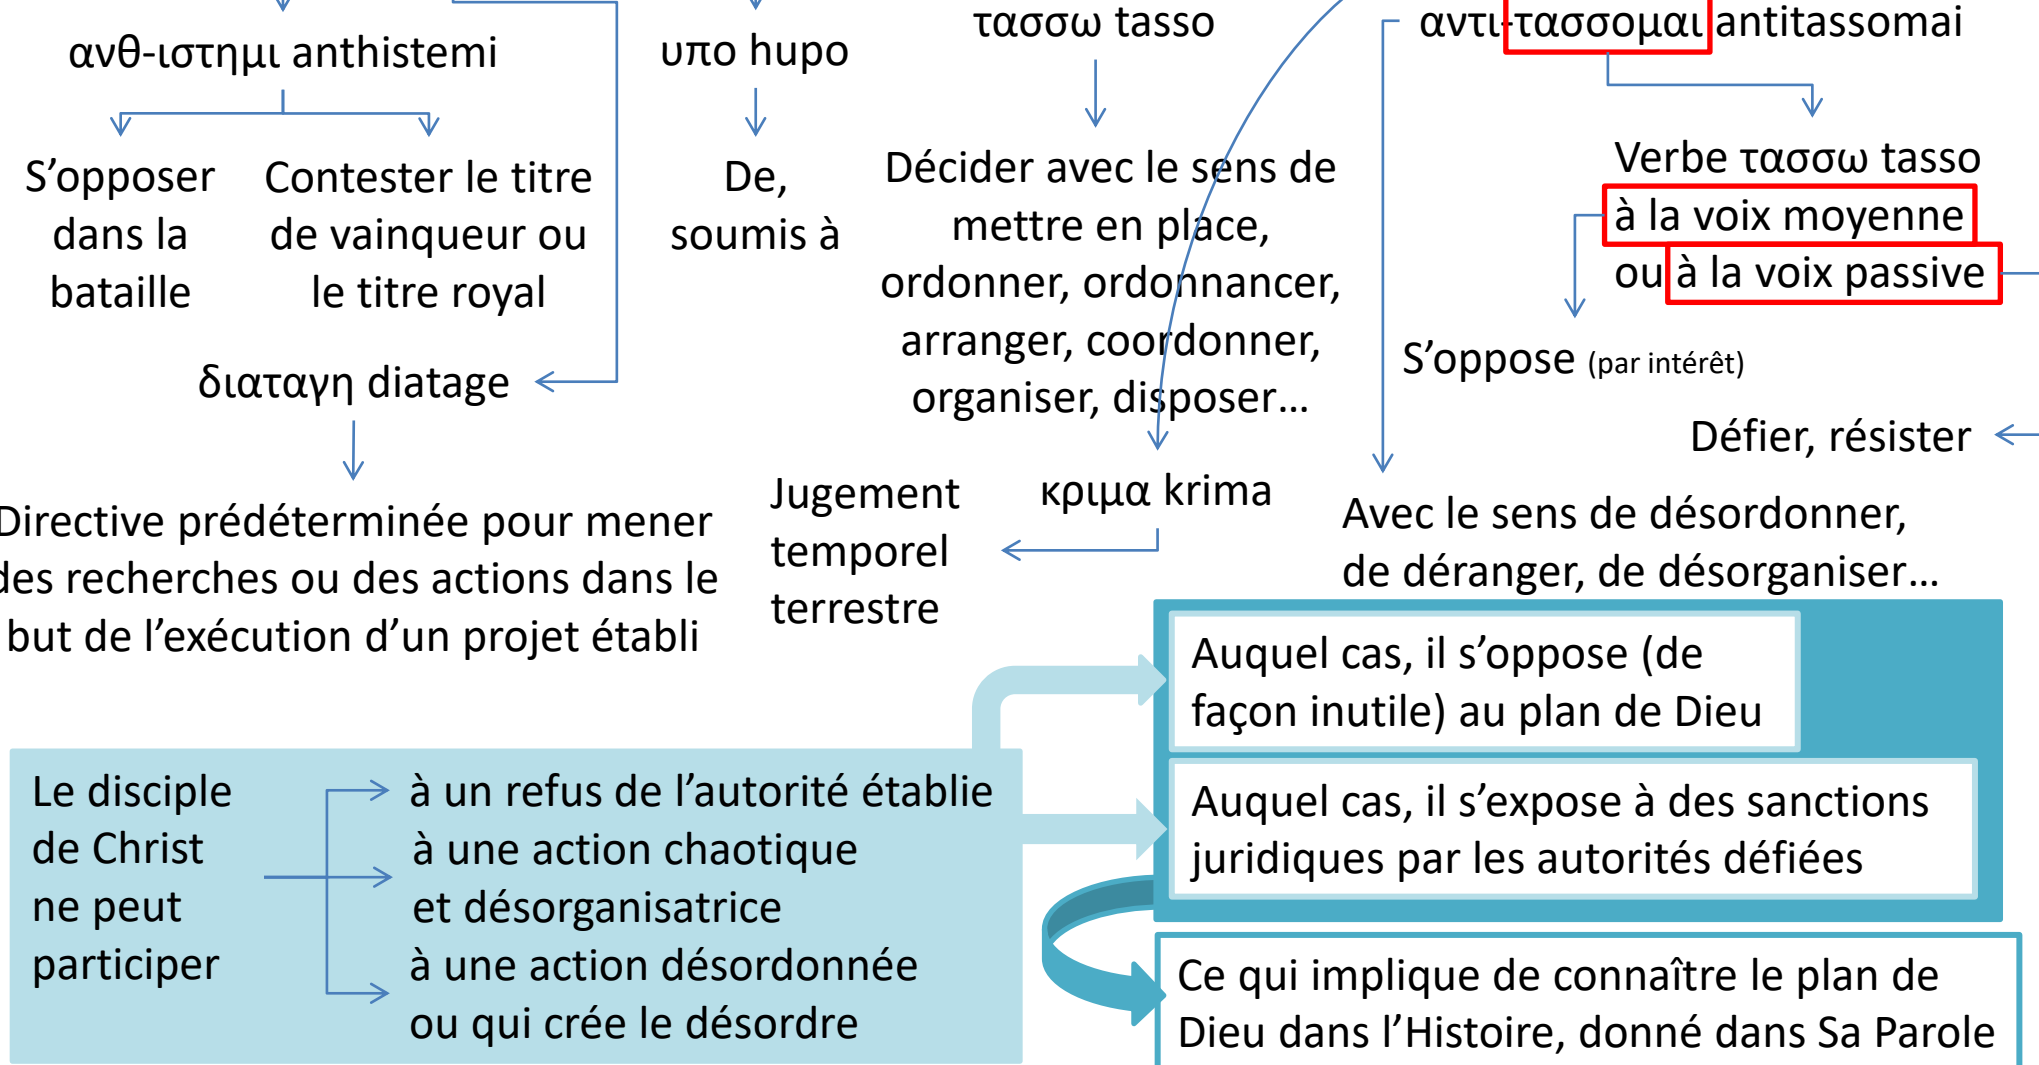 ανθ-ιστημι anthistemi
υπο hupo
τασσω tasso
αντι-τασσομαι antitassomai
S’opposer
dans la
bataille
Contester le titre
de vainqueur ou
le titre royal
De,
soumis à
Décider avec le sens de
mettre en place,
ordonner, ordonnancer,
arranger, coordonner,
organiser, disposer…
Verbe τασσω tasso
à la voix moyenne
ou à la voix passive
S’oppose (par intérêt)
Défier, résister
διαταγη diatage
Directive prédéterminée pour mener
des recherches ou des actions dans le
but de l’exécution d’un projet établi
Jugement
temporel
terrestre
κριμα krima
Avec le sens de désordonner,
de déranger, de désorganiser…
Auquel cas, il s’oppose (de
façon inutile) au plan de Dieu
Le disciple
de Christ
ne peut
participer
à un refus de l’autorité établie
à une action chaotique
et désorganisatrice
à une action désordonnée
ou qui crée le désordre
Auquel cas, il s’expose à des sanctions
juridiques par les autorités défiées
Ce qui implique de connaître le plan de
Dieu dans l’Histoire, donné dans Sa Parole